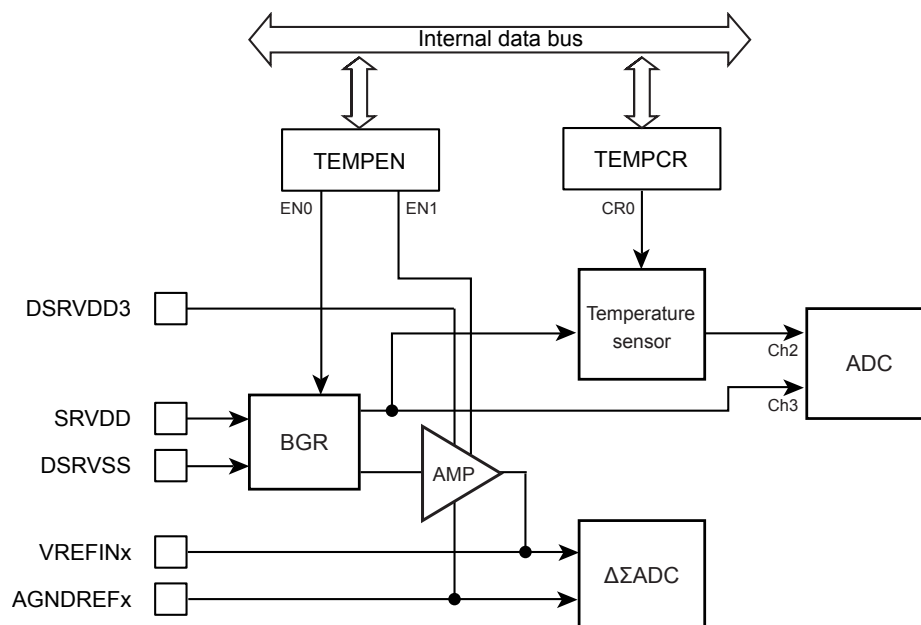 Internal data bus
TEMPEN
TEMPCR
EN0
EN1
CR0
DSRVDD3
Temperature
sensor
Ch2
ADC
Ch3
SRVDD
BGR
DSRVSS
AMP
VREFINx
ΔΣADC
AGNDREFx